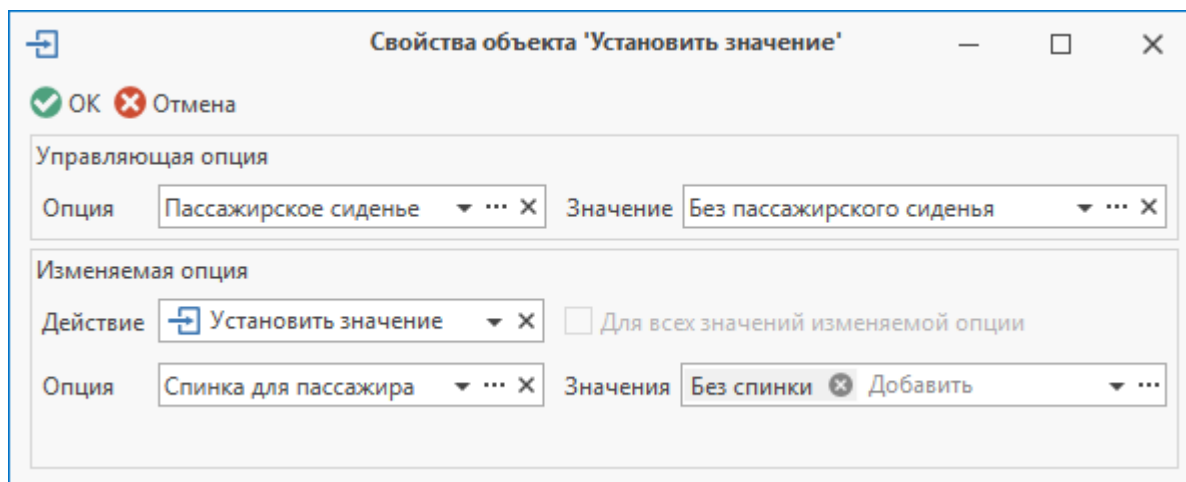 Свойства объекта 'Установить значение'
ОК Отмена
Управляющая опция
Опция Пассажирское сиденье Значение Без пассажирского сиденья
Изменяемая опция
Действие Установить значение Для всех значений изменяемой опции
Опция Спинка для пассажира Значения Без спинки Добавить